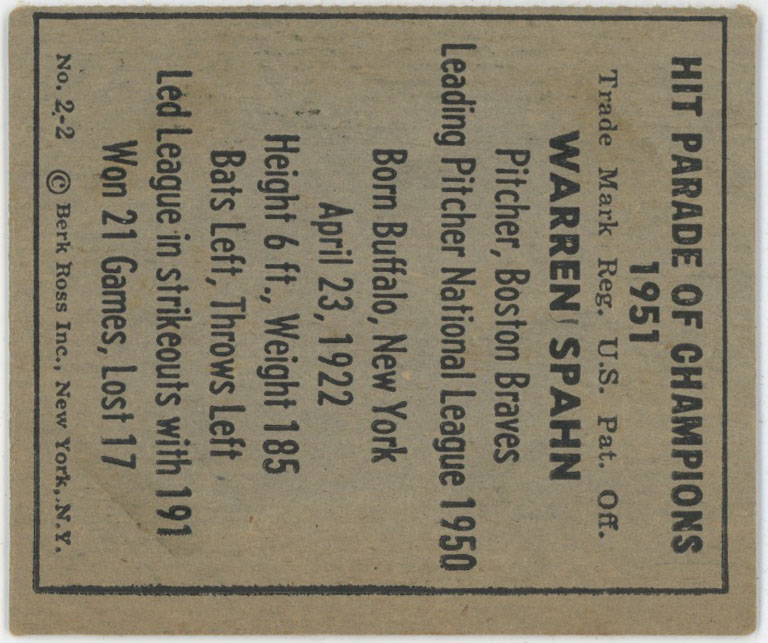 HIT PARADE OF CHAMPIONS
1951
Trade Mark Reg. U.S. Pat. Off.
WARREN SPAHN
Pitcher, Boston Braves
Leading Pitcher National League 1950
Born Buffalo, New York
April 23, 1922
Height 6 ft., Weight 185
Bats Left, Throws Left
Led League in strikeouts with 191
Won 21 Games, Lost 17
No. 2-2 © Berk Ross Inc., New York, N.Y.